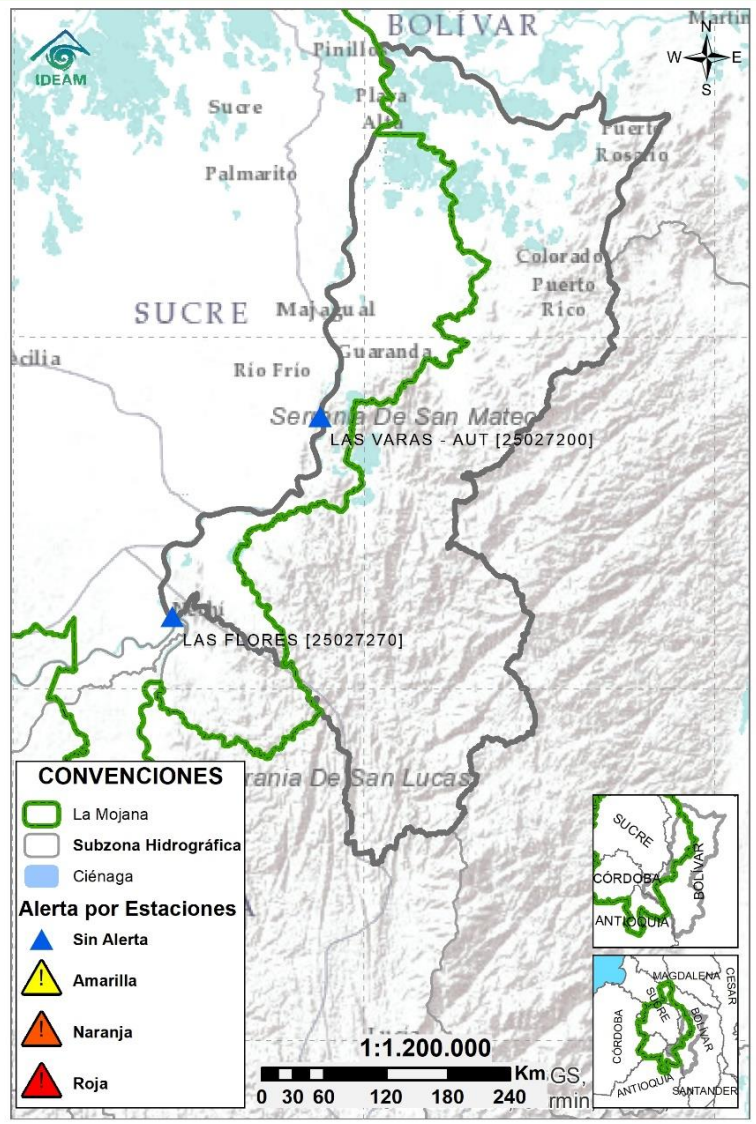 BOLÍVAR
Martin
N
W E
S
IDEAM
Pinillos
Sucre
Playa
Alta
Puerto
Rosario
Palmarito
Colorado
Puerto
Rico
SUCRE
Majagual
Guaranda
ecilia
Río Frío
Serranía De San Mateo
LAS VARAS - AUT [25027200]
Nechí
LAS FLORES [25027270]
rania De San Lucas
CONVENCIONES
La Mojana
Subzona Hidrográfica
Ciénaga
Alerta por Estaciones
Sin Alerta
Amarilla
Naranja
Roja
A
1:1.200.000
Km
GS,
rmin
0 30 60 120 180 240
SUCRE
CÓRDOBA
BOLÍVAR
ANTIOQUIA
MAGDALENA
CESAR
SUCRE
BOLÍVAR
CÓRDOBA
ANTIOQUIA
SANTANDER